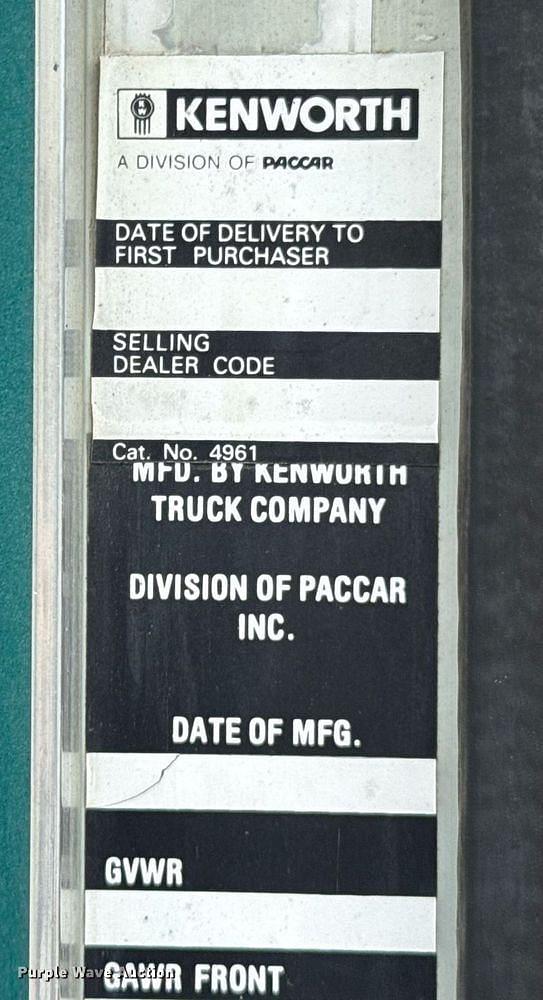 KW
KENWORTH
A DIVISION OF PACCAR
DATE OF DELIVERY TO
FIRST PURCHASER
SELLING
DEALER CODE
Cat. No. 4961
MFD. BY KENWORTH
TRUCK COMPANY
DIVISION OF PACCAR
INC.
DATE OF MFG.
GVWR
GAWR FRONT
Purple Wave Auction